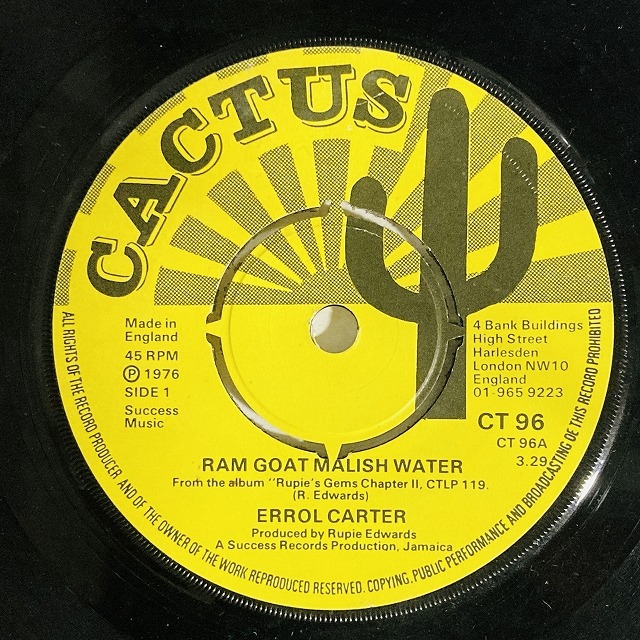 CACTUS
Made in
England
45 RPM
Ⓟ 1976
SIDE 1
Success
Music
4 Bank Buildings
High Street
Harlesden
London NW10
England
01-965 9223
CT 96
CT 96A
3.29
RAM GOAT MALISH WATER
From the album "Rupie's Gems Chapter II, CTLP 119.
(R. Edwards)
ERROL CARTER
Produced by Rupie Edwards
A Success Records Production, Jamaica
ALL RIGHTS OF THE RECORD PRODUCER AND OF THE OWNER OF THE WORK REPRODUCED RESERVED. COPYING, PUBLIC PERFORMANCE AND BROADCASTING OE THIS RECORD PROHIBITED